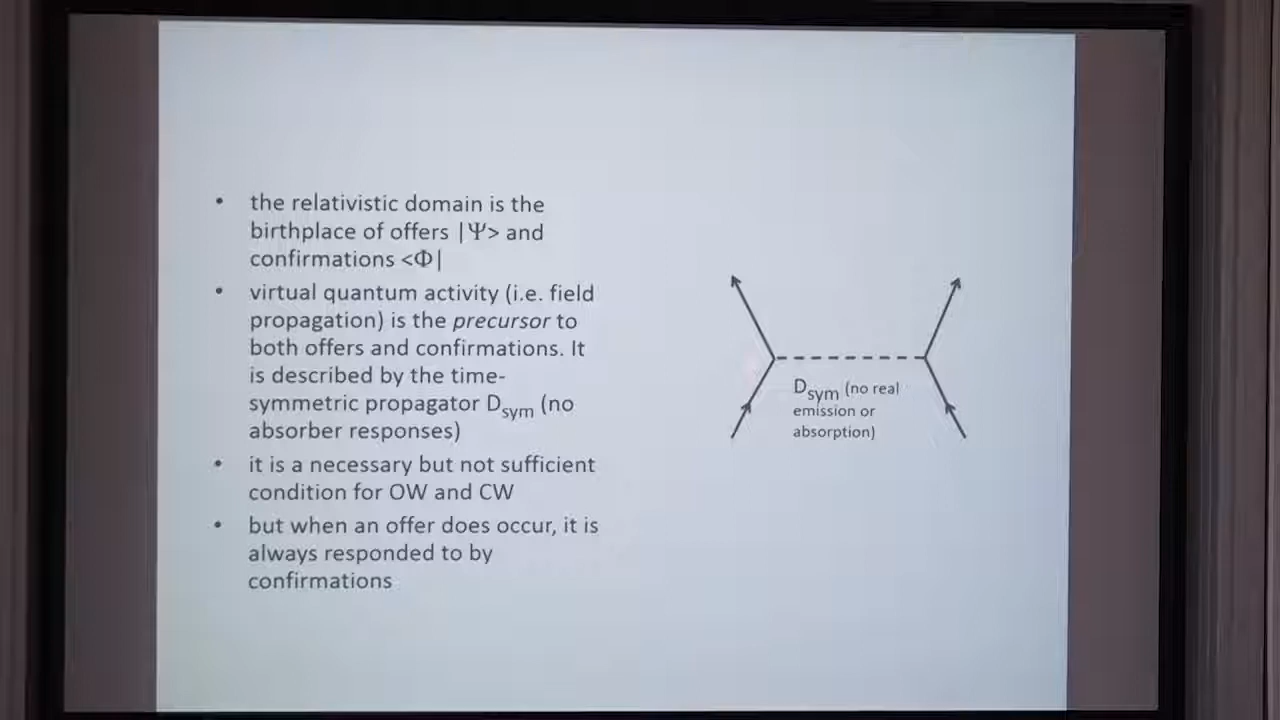 • the relativistic domain is the
birthplace of offers |Ψ> and
confirmations <Φ|
• virtual quantum activity (i.e. field
propagation) is the precursor to
both offers and confirmations. It
is described by the time-
symmetric propagator Dsym (no
absorber responses)
• it is a necessary but not sufficient
condition for OW and CW
• but when an offer does occur, it is
always responded to by
confirmations
Dsym (no real
emission or
absorption)